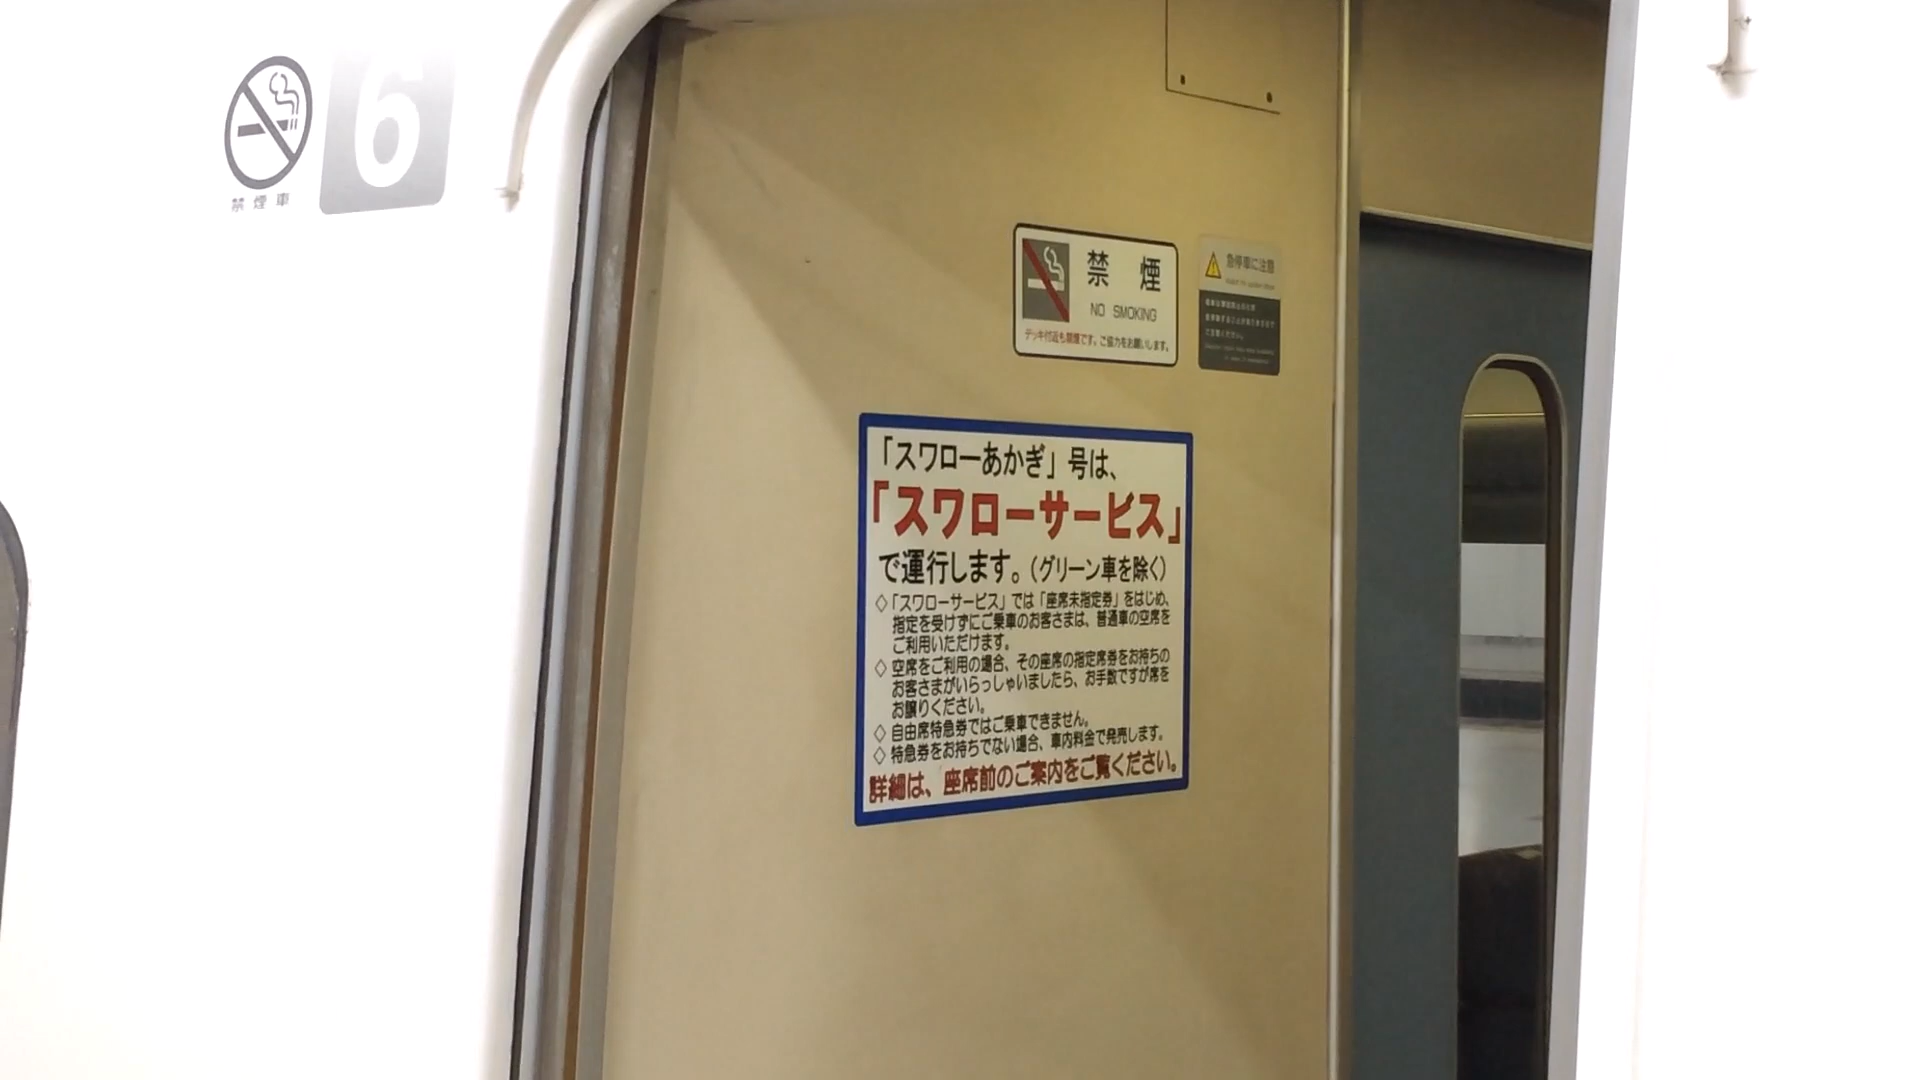 6
禁煙車
禁 煙
NO SMOKING
デッキ付近も禁煙です。ご協力をお願いします。
急停車に注意
「スワローあかぎ」号は、
「スワローサービス」
で運行します。（グリーン車を除く）
◇「スワローサービス」では「座席未指定券」をはじめ、
指定を受けずにご乗車のお客さまは、普通車の空席を
ご利用いただけます。
◇空席をご利用の場合、その座席の指定席券をお持ちの
お客さまがいらっしゃいましたら、お手数ですが席を
お譲りください。
◇自由席特急券ではご乗車できません。
◇特急券をお持ちでない場合、車内料金で発売します。
詳細は、座席前のご案内をご覧ください。